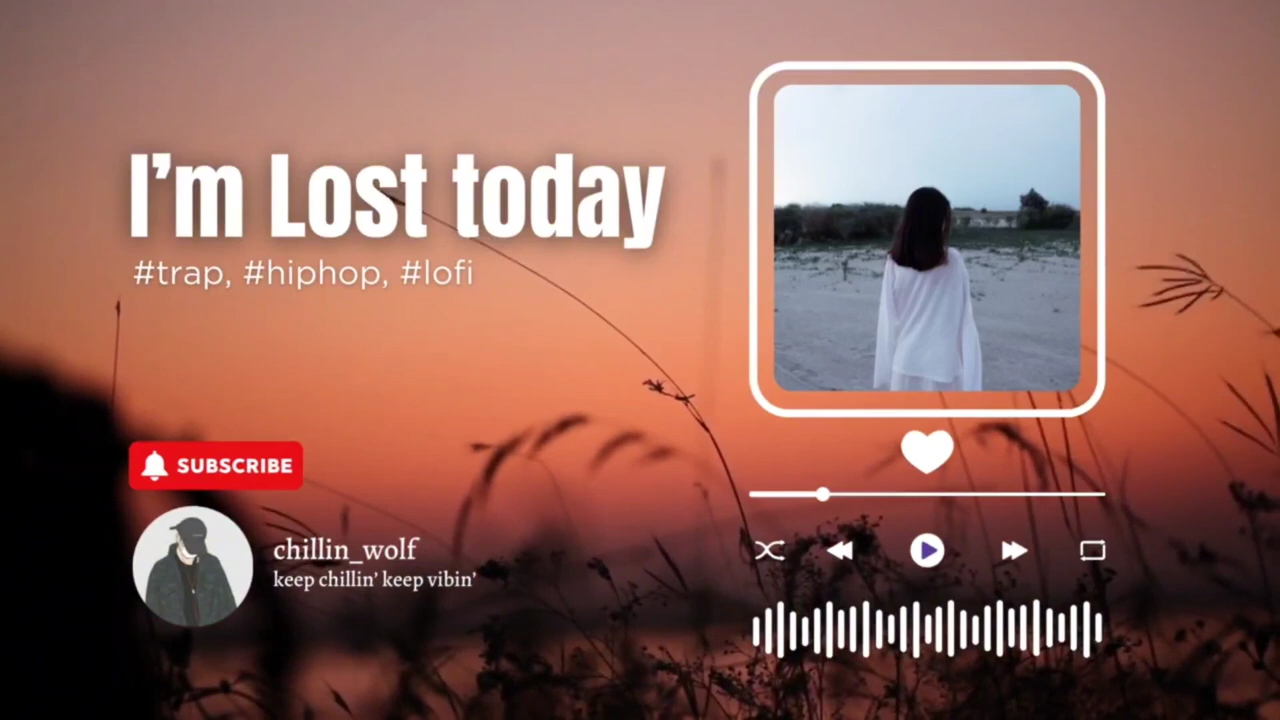 I’m Lost today
#trap, #hiphop, #lofi
SUBSCRIBE
chillin_wolf
keep chillin’ keep vibin’